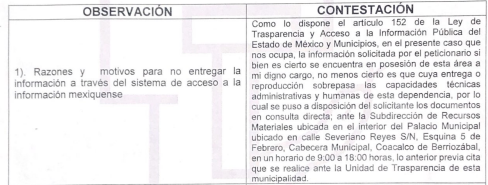 OBSERVACIÓN
CONTESTACIÓN
1). Razones y motivos para no entregar la
información a través del sistema de acceso a la
información mexiquense
Como lo dispone el artículo 152 de la Ley de
Trasparencia y Acceso a la Información Pública del
Estado de México y Municipios, en el presente caso que
nos ocupa, la información solicitada por el peticionario si
bien es cierto se encuentra en posesión de esta área a
mi digno cargo, no menos cierto es que cuya entrega o
reproducción sobrepasa las capacidades técnicas
administrativas y humanas de esta dependencia, por lo
cual se puso a disposición del solicitante los documentos
en consulta directa; ante la Subdirección de Recursos
Materiales ubicada en el interior del Palacio Municipal
ubicado en calle Severiano Reyes S/N, Esquina 5 de
Febrero, Cabecera Municipal, Coacalco de Berriozábal,
en un horario de 9:00 a 18:00 horas, lo anterior previa cita
que se realice ante la Unidad de Trasparencia de esta
municipalidad.